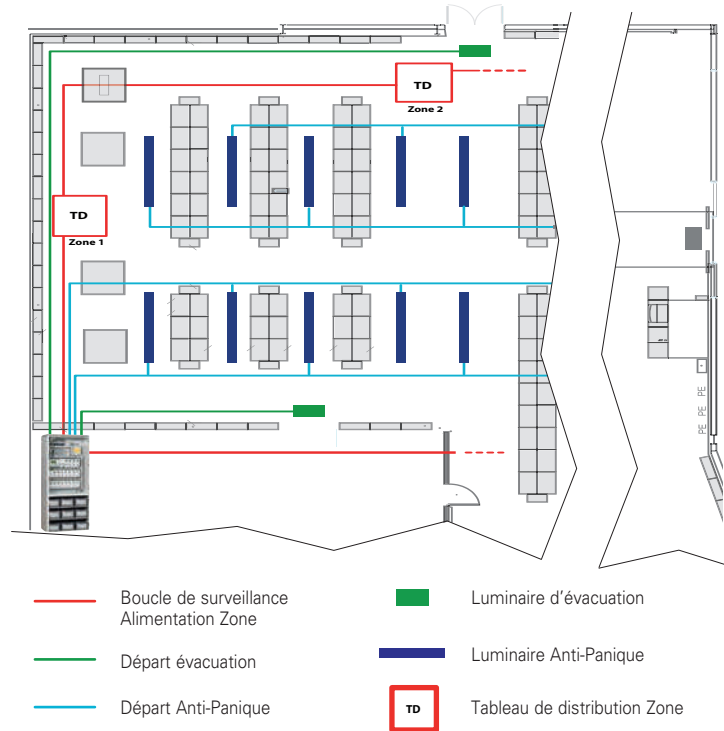 TD
Zone 2
TD
Zone 1
PE
PE
PE
Boucle de surveillance
Alimentation Zone
Luminaire d'évacuation
Départ évacuation
Luminaire Anti-Panique
Départ Anti-Panique
TD
Tableau de distribution Zone